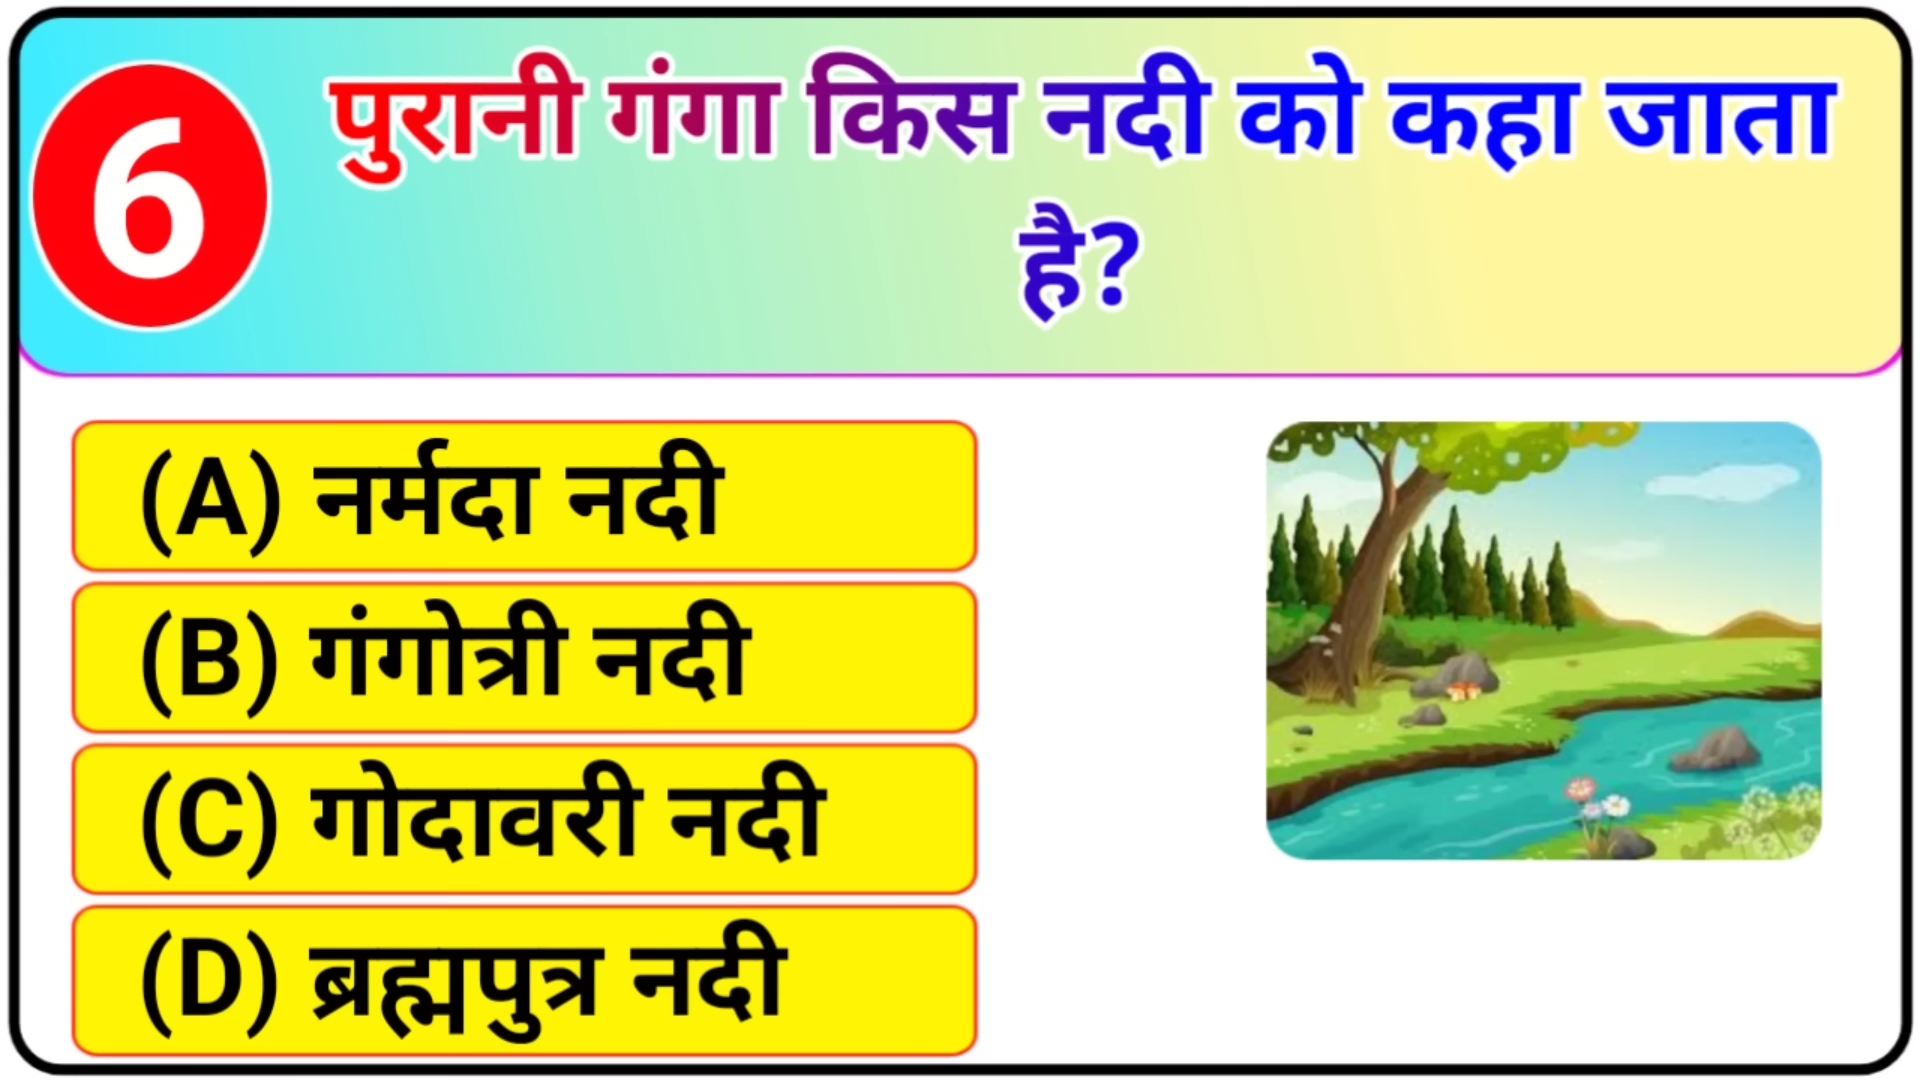 6
पुरानी गंगा किस नदी को कहा जाता
है?
(A) नर्मदा नदी
(B) गंगोत्री नदी
(C) गोदावरी नदी
(D) ब्रह्मपुत्र नदी